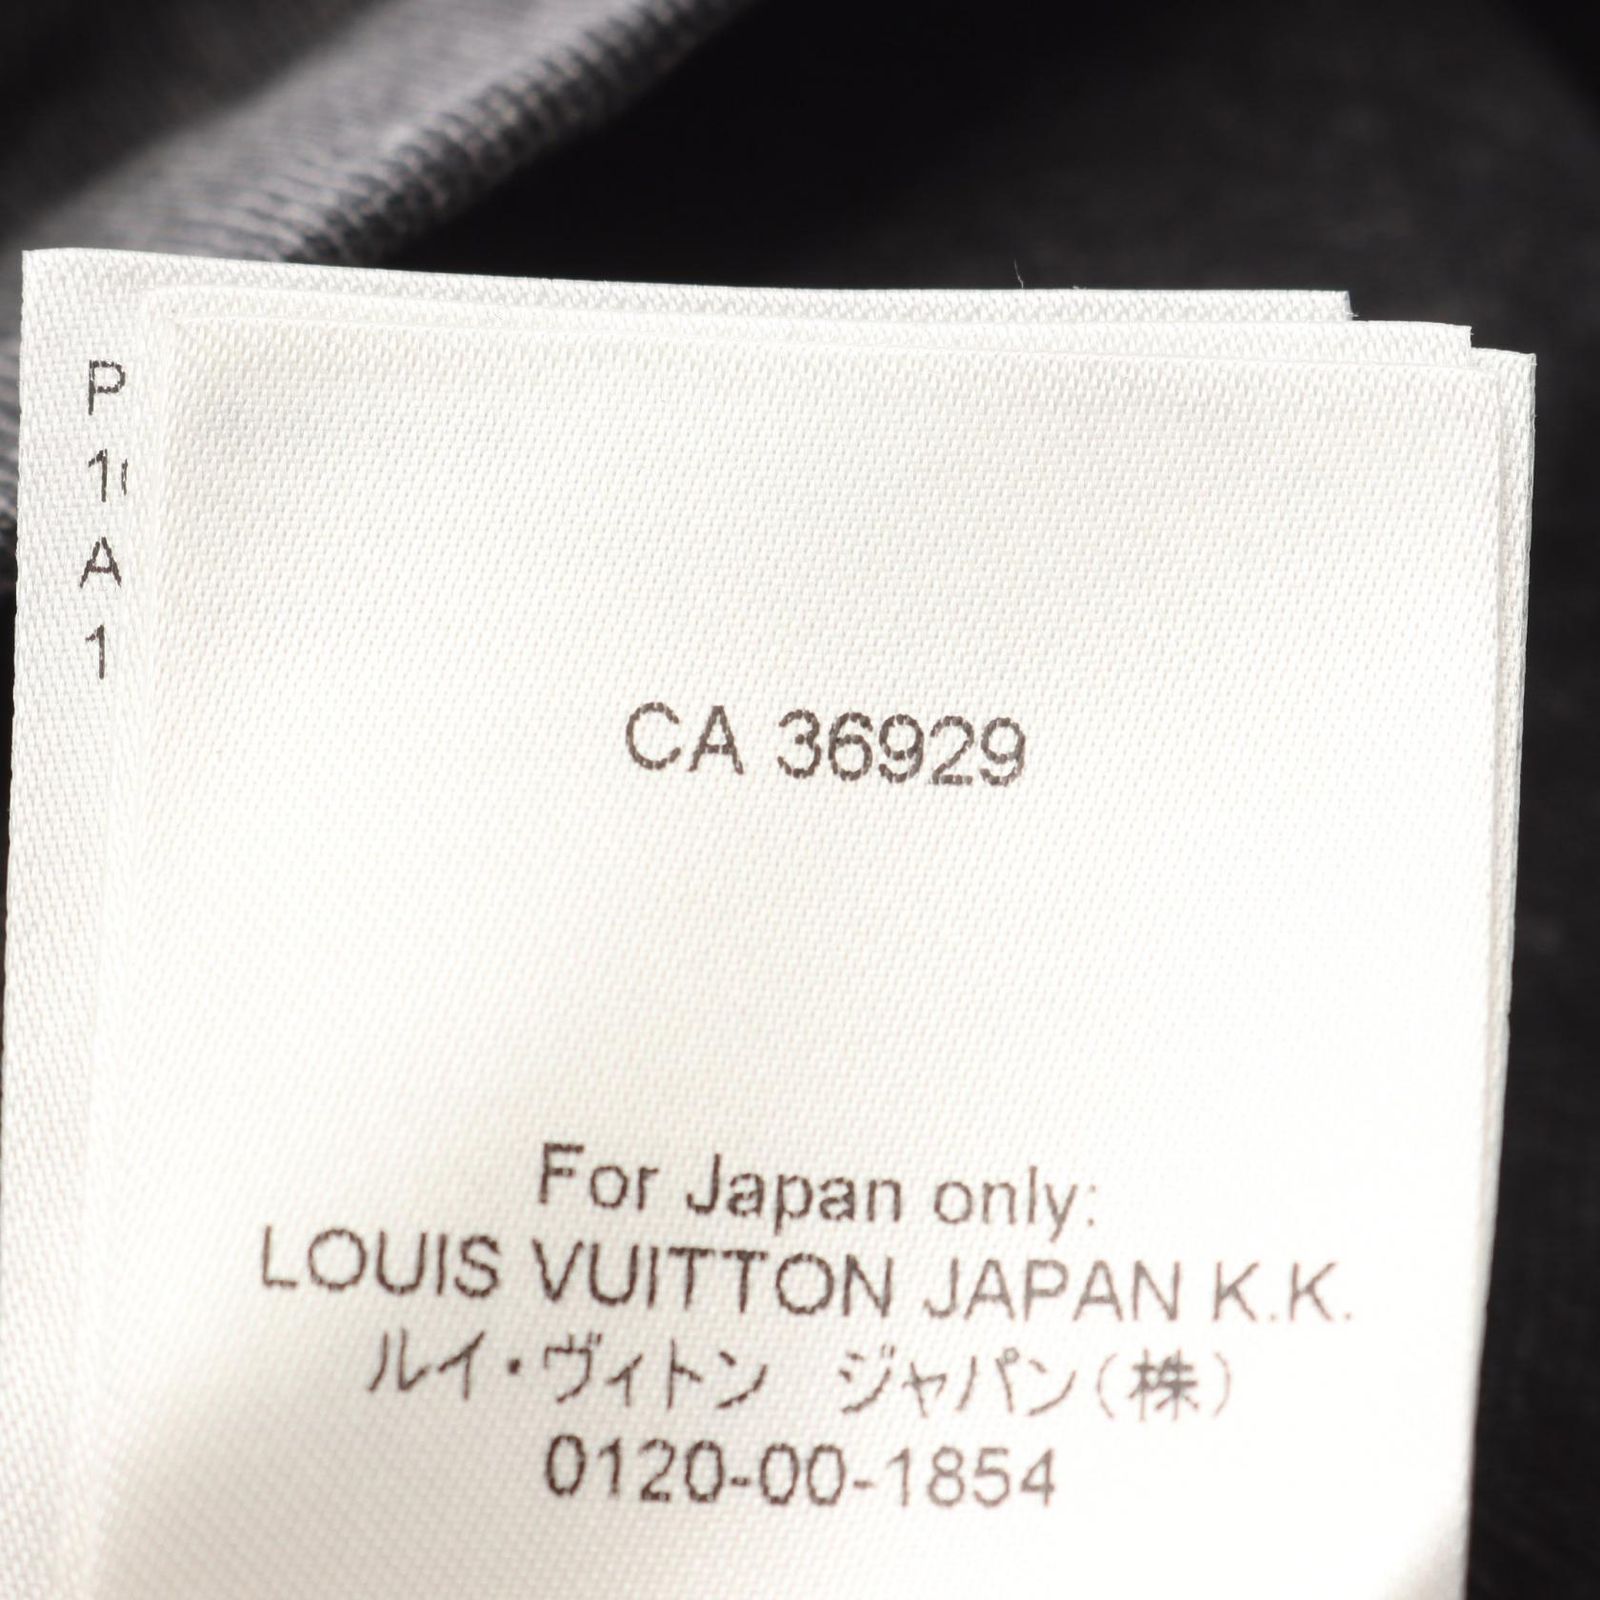 P
A
1
CA 36929
For Japan only:
LOUIS VUITTON JAPAN K.K.
ルイ・ヴィトン ジャパン(株)
0120-00-1854